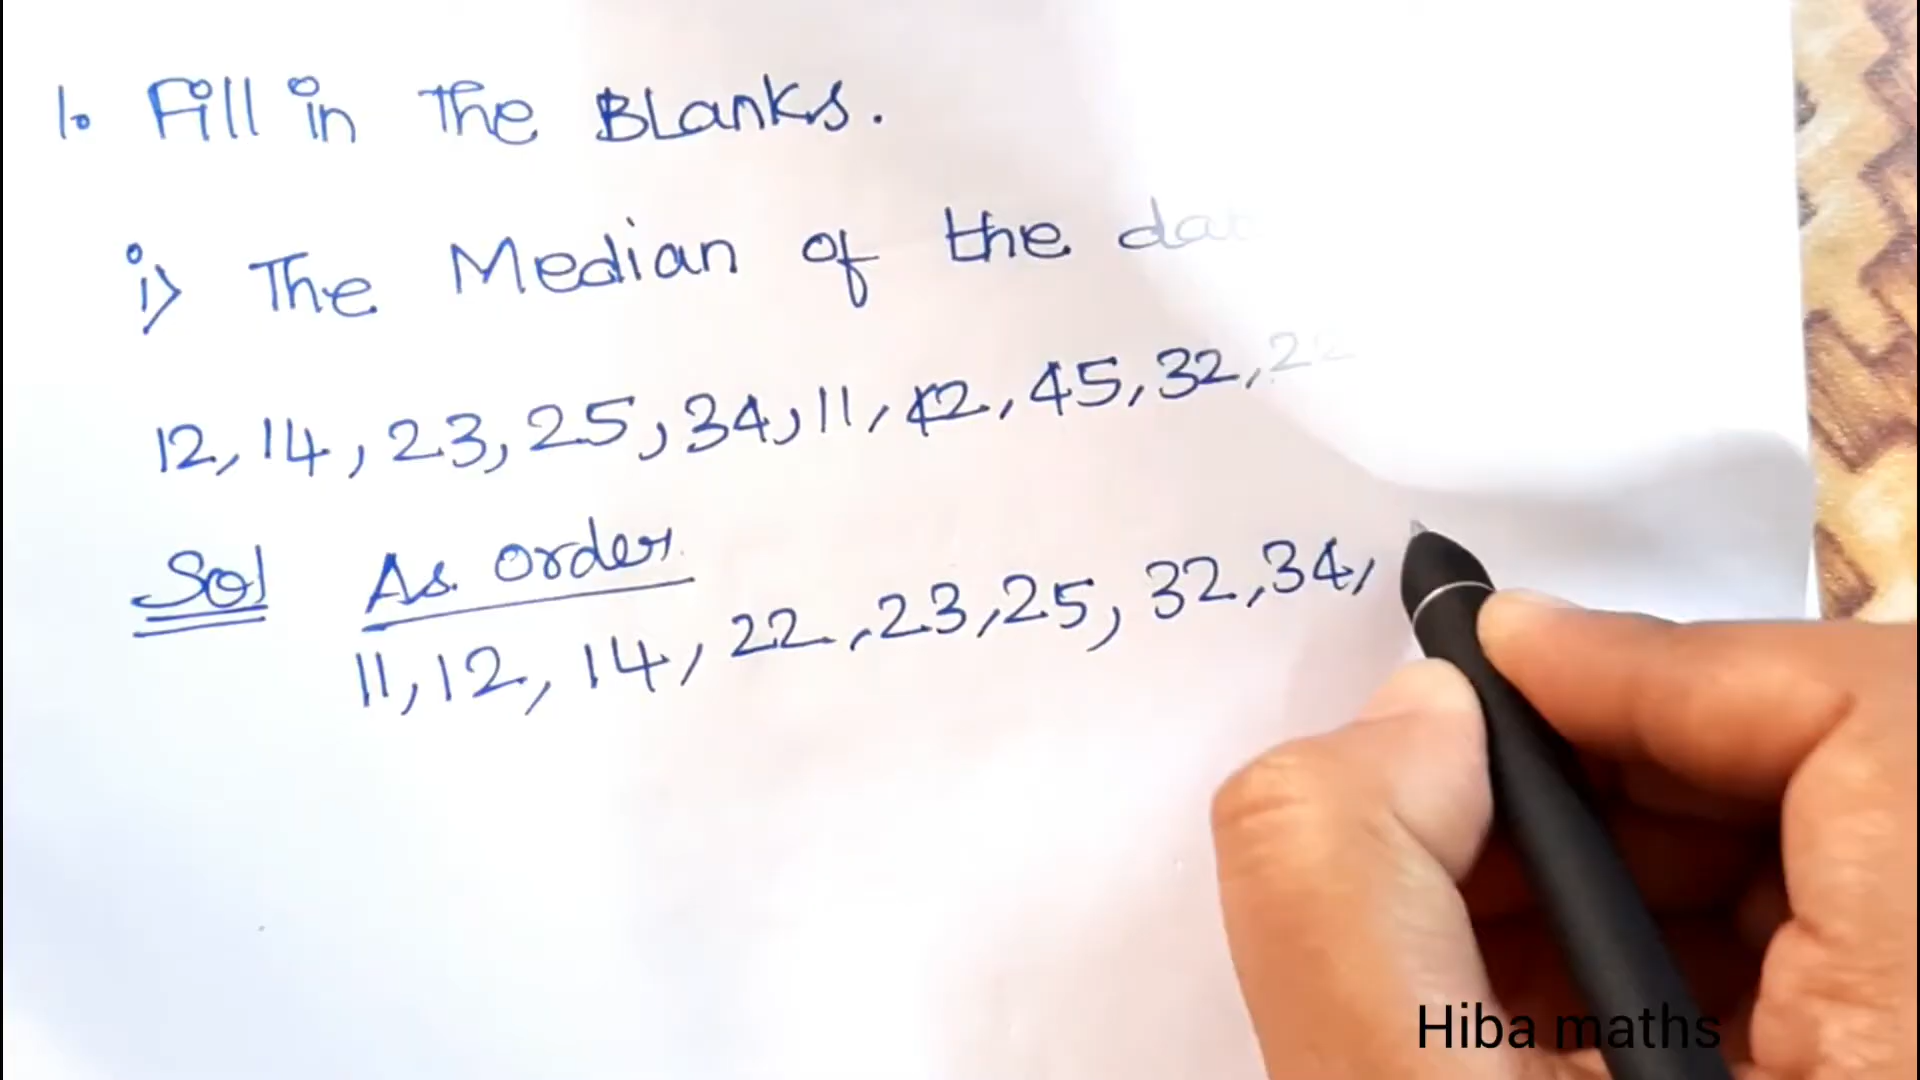 1. Fill in The BLanks.
i) The Median of the
12, 14, 23, 25, 34, 11, 42, 45, 32,
Sol As order
11, 12, 14, 22, 23, 25, 32, 34,
Hiba maths